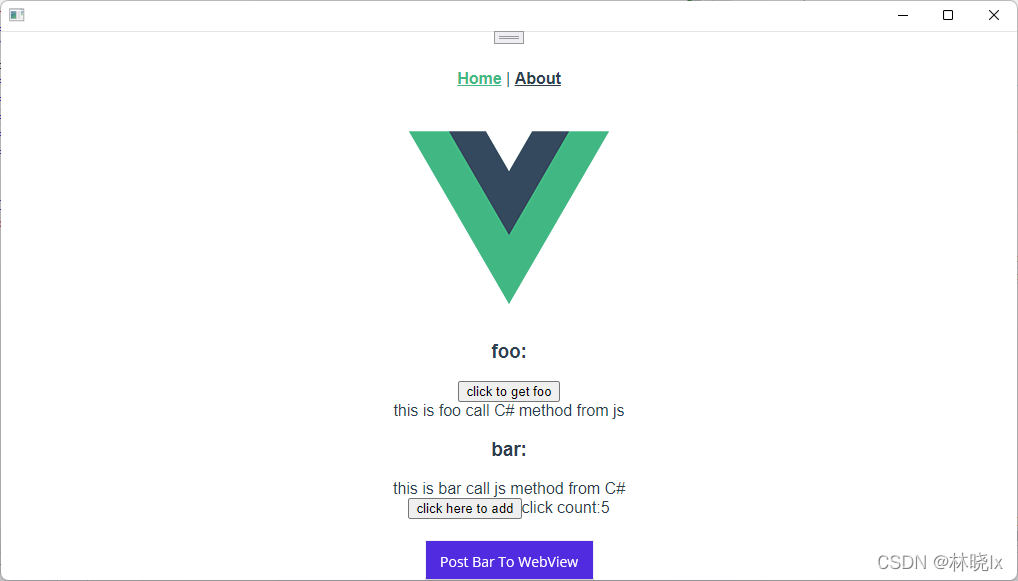 Home | About
foo:
click to get foo
this is foo call C# method from js
bar:
this is bar call js method from C#
click here to add click count:5
Post Bar To WebView
CSDN @林晓lx